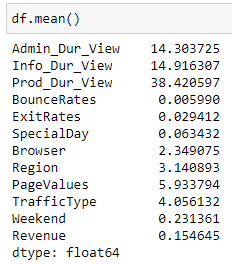 df.mean()
Admin_Dur_View 14.303725
Info_Dur_View 14.916307
Prod_Dur_View 38.420597
BounceRates 0.005990
ExitRates 0.029412
SpecialDay 0.063432
Browser 2.349075
Region 3.140893
PageValues 5.933794
TrafficType 4.056132
Weekend 0.231361
Revenue 0.154645
dtype: float64